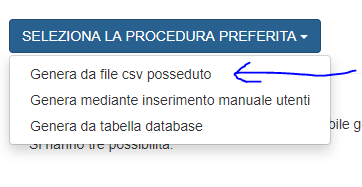 SELEZIONA LA PROCEDURA PREFERITA
Genera da file csv posseduto
Genera mediante inserimento manuale utenti
Genera da tabella database
Si hanno tre possibilità: